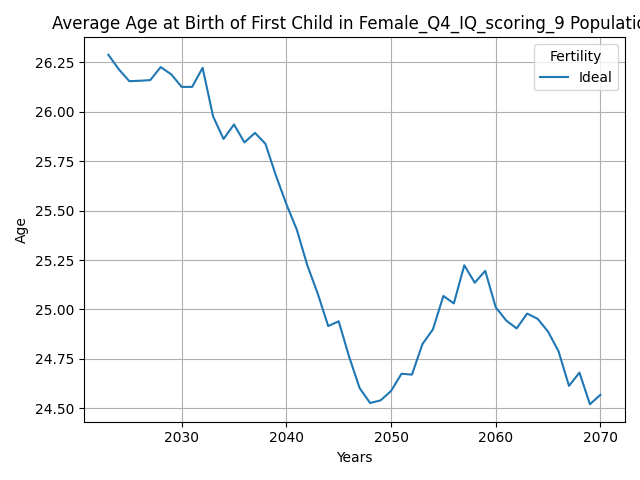 Average Age at Birth of First Child in Female_Q4_IQ_scoring_9 Populatio
Fertility
Ideal
26.25
26.00
25.75
25.50
25.25
25.00
24.75
24.50
Age
2030 2040 2050 2060 2070
Years